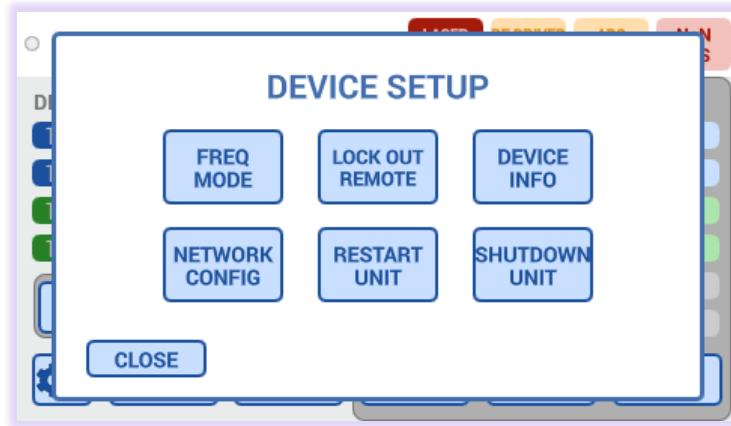 DEVICE SETUP
FREQ
MODE
LOCK OUT
REMOTE
DEVICE
INFO
NETWORK
CONFIG
RESTART
UNIT
SHUTDOWN
UNIT
CLOSE